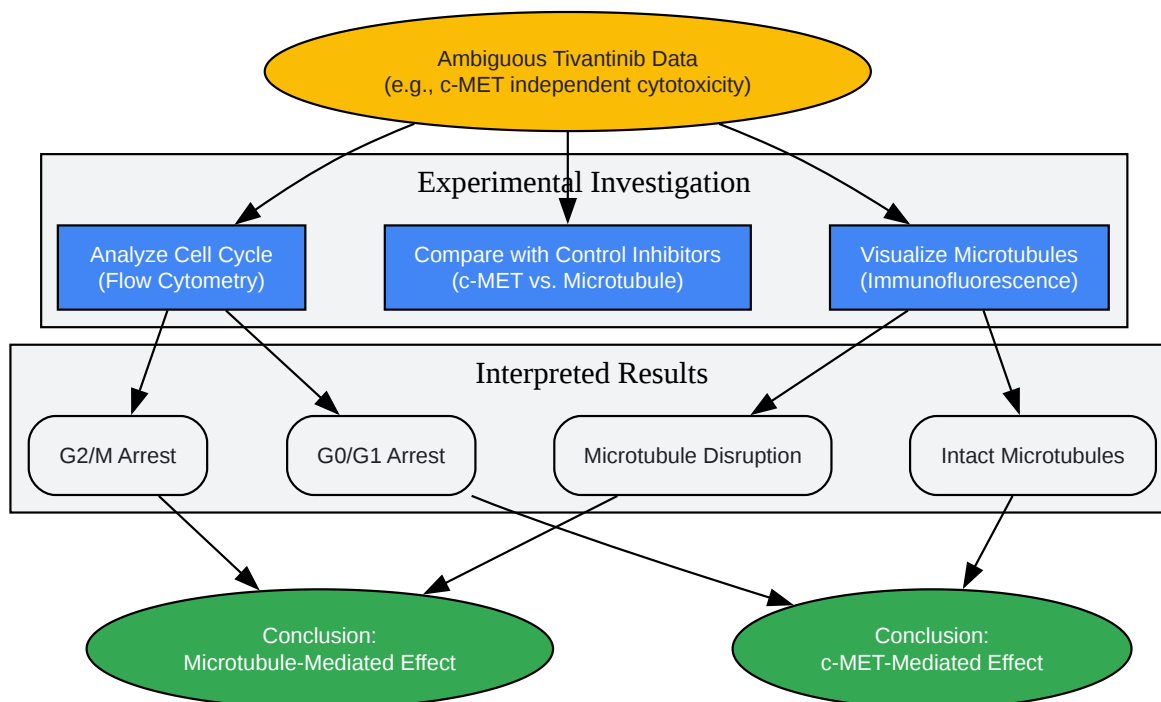 Ambiguous Tivantinib Data
(e.g., c-MET independent cytotoxicity)
Experimental Investigation
Analyze Cell Cycle
(Flow Cytometry)
Compare with Control Inhibitors
(c-MET vs. Microtubule)
Visualize Microtubules
(Immunofluorescence)
Interpreted Results
G2/M Arrest
G0/G1 Arrest
Microtubule Disruption
Intact Microtubules
Conclusion:
Microtubule-Mediated Effect
Conclusion:
c-MET-Mediated Effect